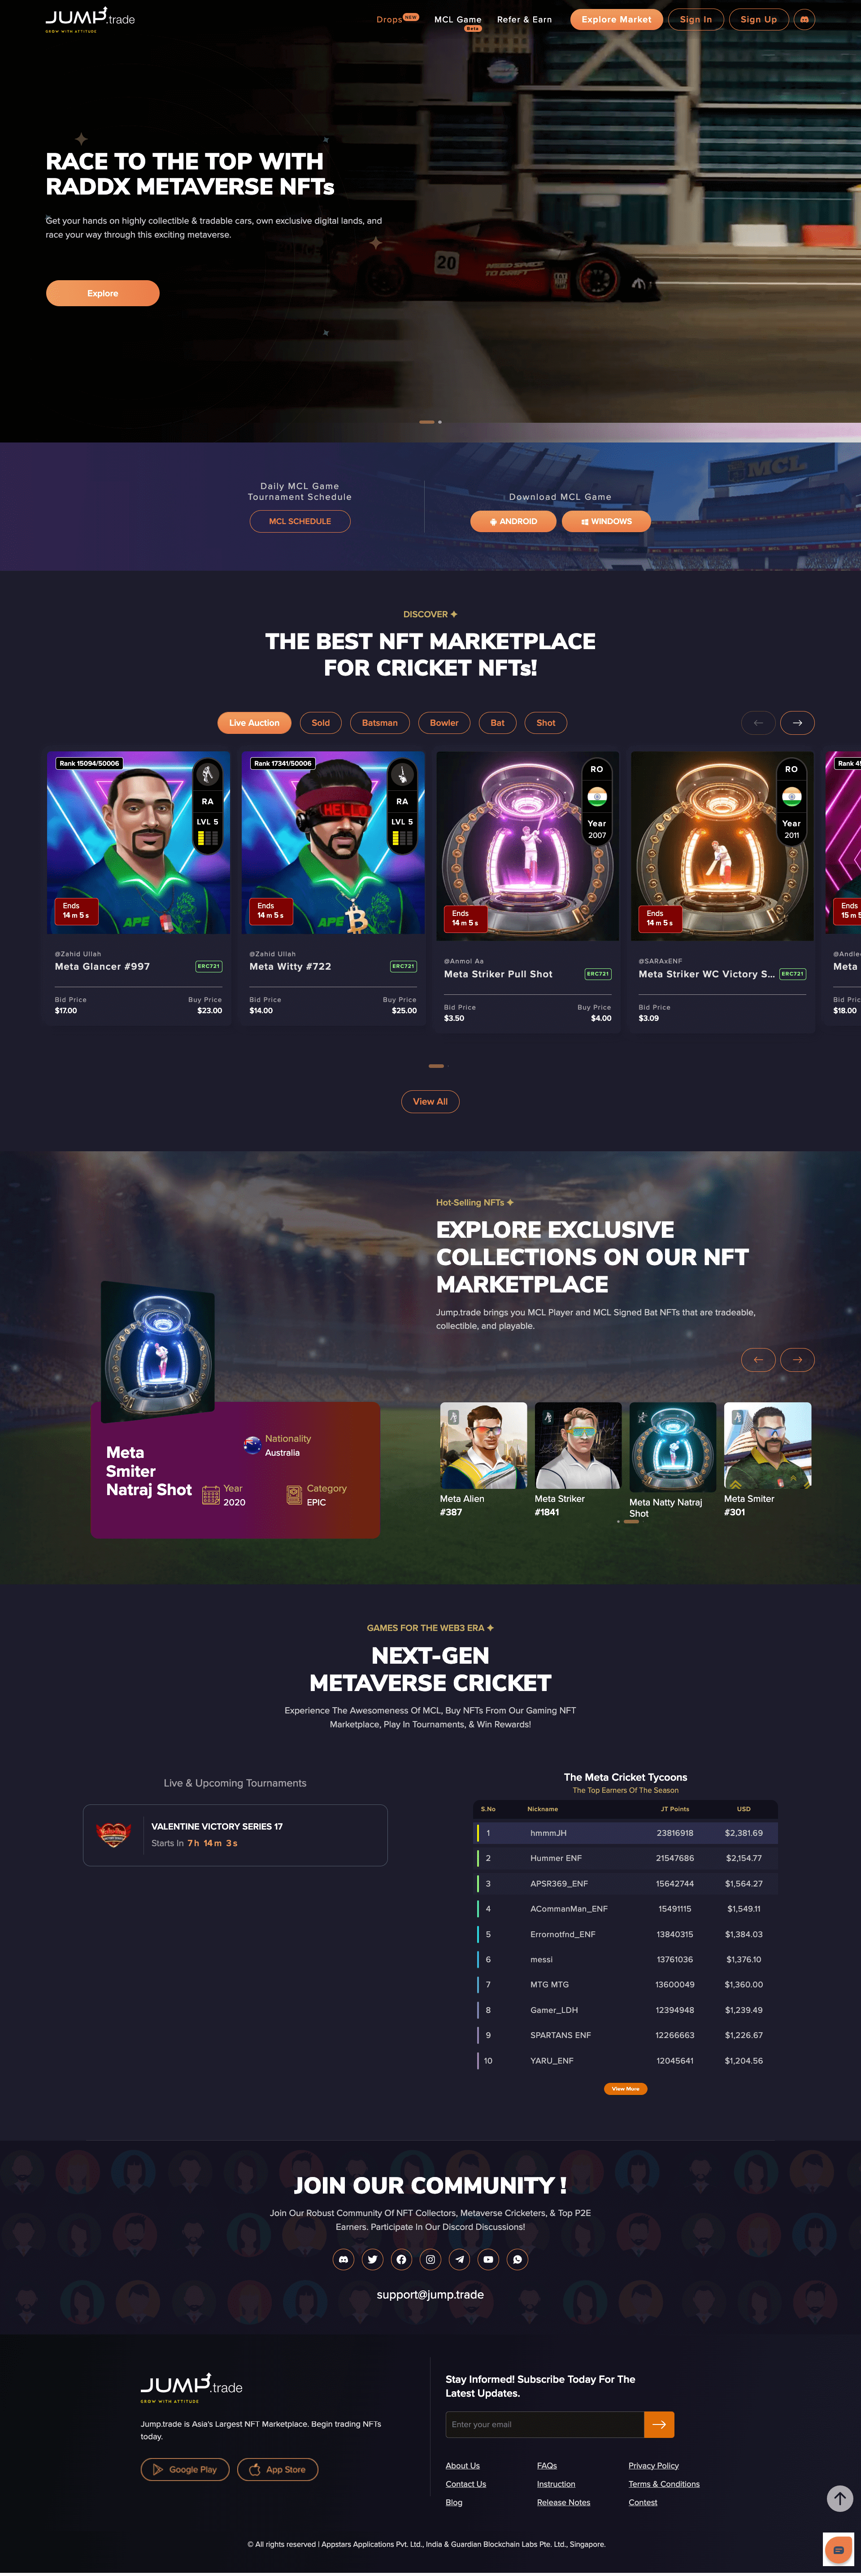 JUMP.trade
GROW WITH ATTITUDE
Drops NEW
MCL Game
Beta
Refer & Earn
Explore Market
Sign In
Sign Up
RACE TO THE TOP WITH
RADDX METAVERSE NFTs
Get your hands on highly collectible & tradable cars, own exclusive digital lands, and
race your way through this exciting metaverse.
20
NEED SPACE
TO DRIFT
Explore
Daily MCL Game
Tournament Schedule
MCL SCHEDULE
Download MCL Game
ANDROID
WINDOWS
MCL
DISCOVER
THE BEST NFT MARKETPLACE
FOR CRICKET NFTs!
Live Auction
Sold
Batsman
Bowler
Bat
Shot
Rank 15094/50006
RA
LVL 5
APE
Ends
14 m 5 s
@Zahid Ullah
Meta Glancer #997
ERC721
Bid Price
Buy Price
$17.00
$23.00
Rank 17341/50006
HELLO
RA
LVL 5
APE
Ends
14 m 5 s
@Zahid Ullah
Meta Witty #722
ERC721
Bid Price
Buy Price
$14.00
$25.00
RO
Year
2007
Ends
14 m 5 s
@Anmol Aa
Meta Striker Pull Shot
ERC721
Bid Price
Buy Price
$3.50
$4.00
RO
Year
2011
Ends
14 m 5 s
@SARAxENF
Meta Striker WC Victory S...
ERC721
Bid Price
$3.09
Rank 4
Ends
15 m 5
@Andie
Meta
Bid Pric
$18.00
View All
Hot-Selling NFTs
EXPLORE EXCLUSIVE
COLLECTIONS ON OUR NFT
MARKETPLACE
Jump.trade brings you MCL Player and MCL Signed Bat NFTs that are tradeable,
collectible, and playable.
Meta
Smiter
Natraj Shot
Nationality
Australia
Year
2020
Category
EPIC
Meta Alien
#387
Meta Striker
#1841
Meta Natty Natraj
Shot
Meta Smiter
#301
GAMES FOR THE WEB3 ERA
NEXT-GEN
METAVERSE CRICKET
Experience The Awesomeness Of MCL, Buy NFTs From Our Gaming NFT
Marketplace, Play In Tournaments, & Win Rewards!
Live & Upcoming Tournaments
VALENTINE VICTORY SERIES 17
Starts In 7 h 14 m 3 s
The Meta Cricket Tycoons
The Top Earners Of The Season
S.No Nickname JT Points USD
1 hmmmJH 23816918 $2,381.69
2 Hummer ENF 21547686 $2,154.77
3 APSR369_ENF 15642744 $1,564.27
4 ACommanMan_ENF 15491115 $1,549.11
5 Errornotfnd_ENF 13840315 $1,384.03
6 messi 13761036 $1,376.10
7 MTG MTG 13600049 $1,360.00
8 Gamer_LDH 12394948 $1,239.49
9 SPARTANS ENF 12266663 $1,226.67
10 YARU_ENF 12045641 $1,204.56
View More
JOIN OUR COMMUNITY !
Join Our Robust Community Of NFT Collectors, Metaverse Cricketers, & Top P2E
Earners. Participate In Our Discord Discussions!
support@jump.trade
JUMP.trade
GROW WITH ATTITUDE
Jump.trade is Asia's Largest NFT Marketplace. Begin trading NFTs
today.
Google Play
App Store
Stay Informed! Subscribe Today For The
Latest Updates.
Enter your email
About Us
FAQs
Privacy Policy
Contact Us
Instruction
Terms & Conditions
Blog
Release Notes
Contest
© All rights reserved | Appstars Applications Pvt. Ltd., India & Guardian Blockchain Labs Pte. Ltd., Singapore.